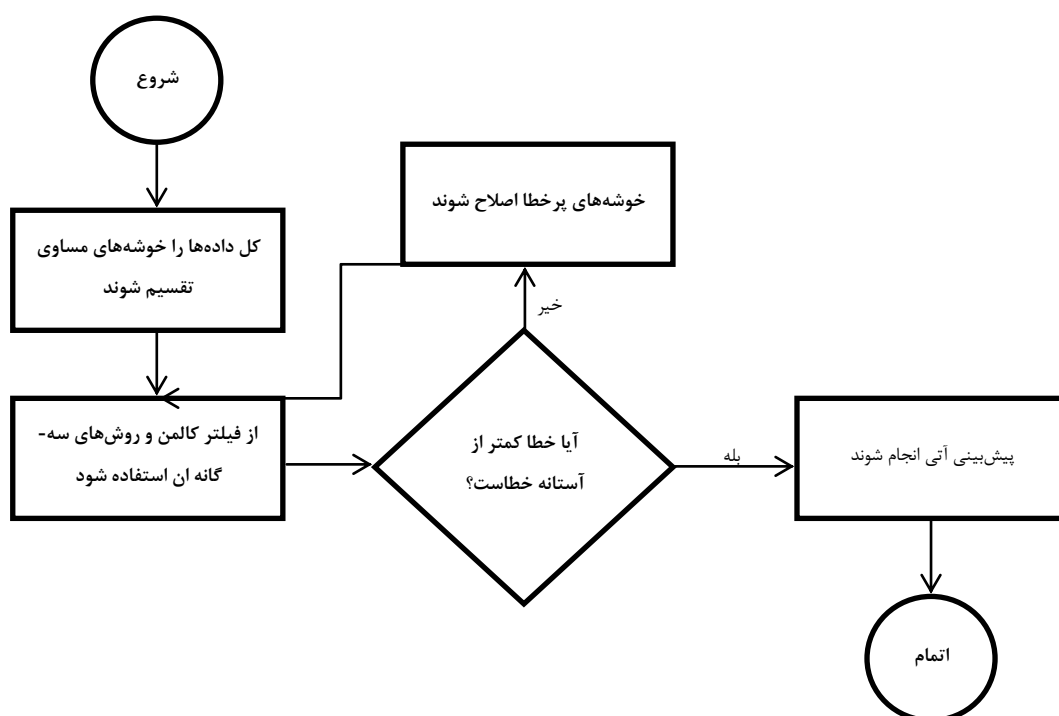 شروع
کل داده‌ها را خوشه‌های مساوی
تقسیم شوند
از فیلتر کالمن و روش‌های سه-
گانه ان استفاده شود
آیا خطا کمتر از
آستانه خطاست؟
خیر
خوشه‌های پرخطا اصلاح شوند
بله
پیش‌بینی آتی انجام شوند
اتمام